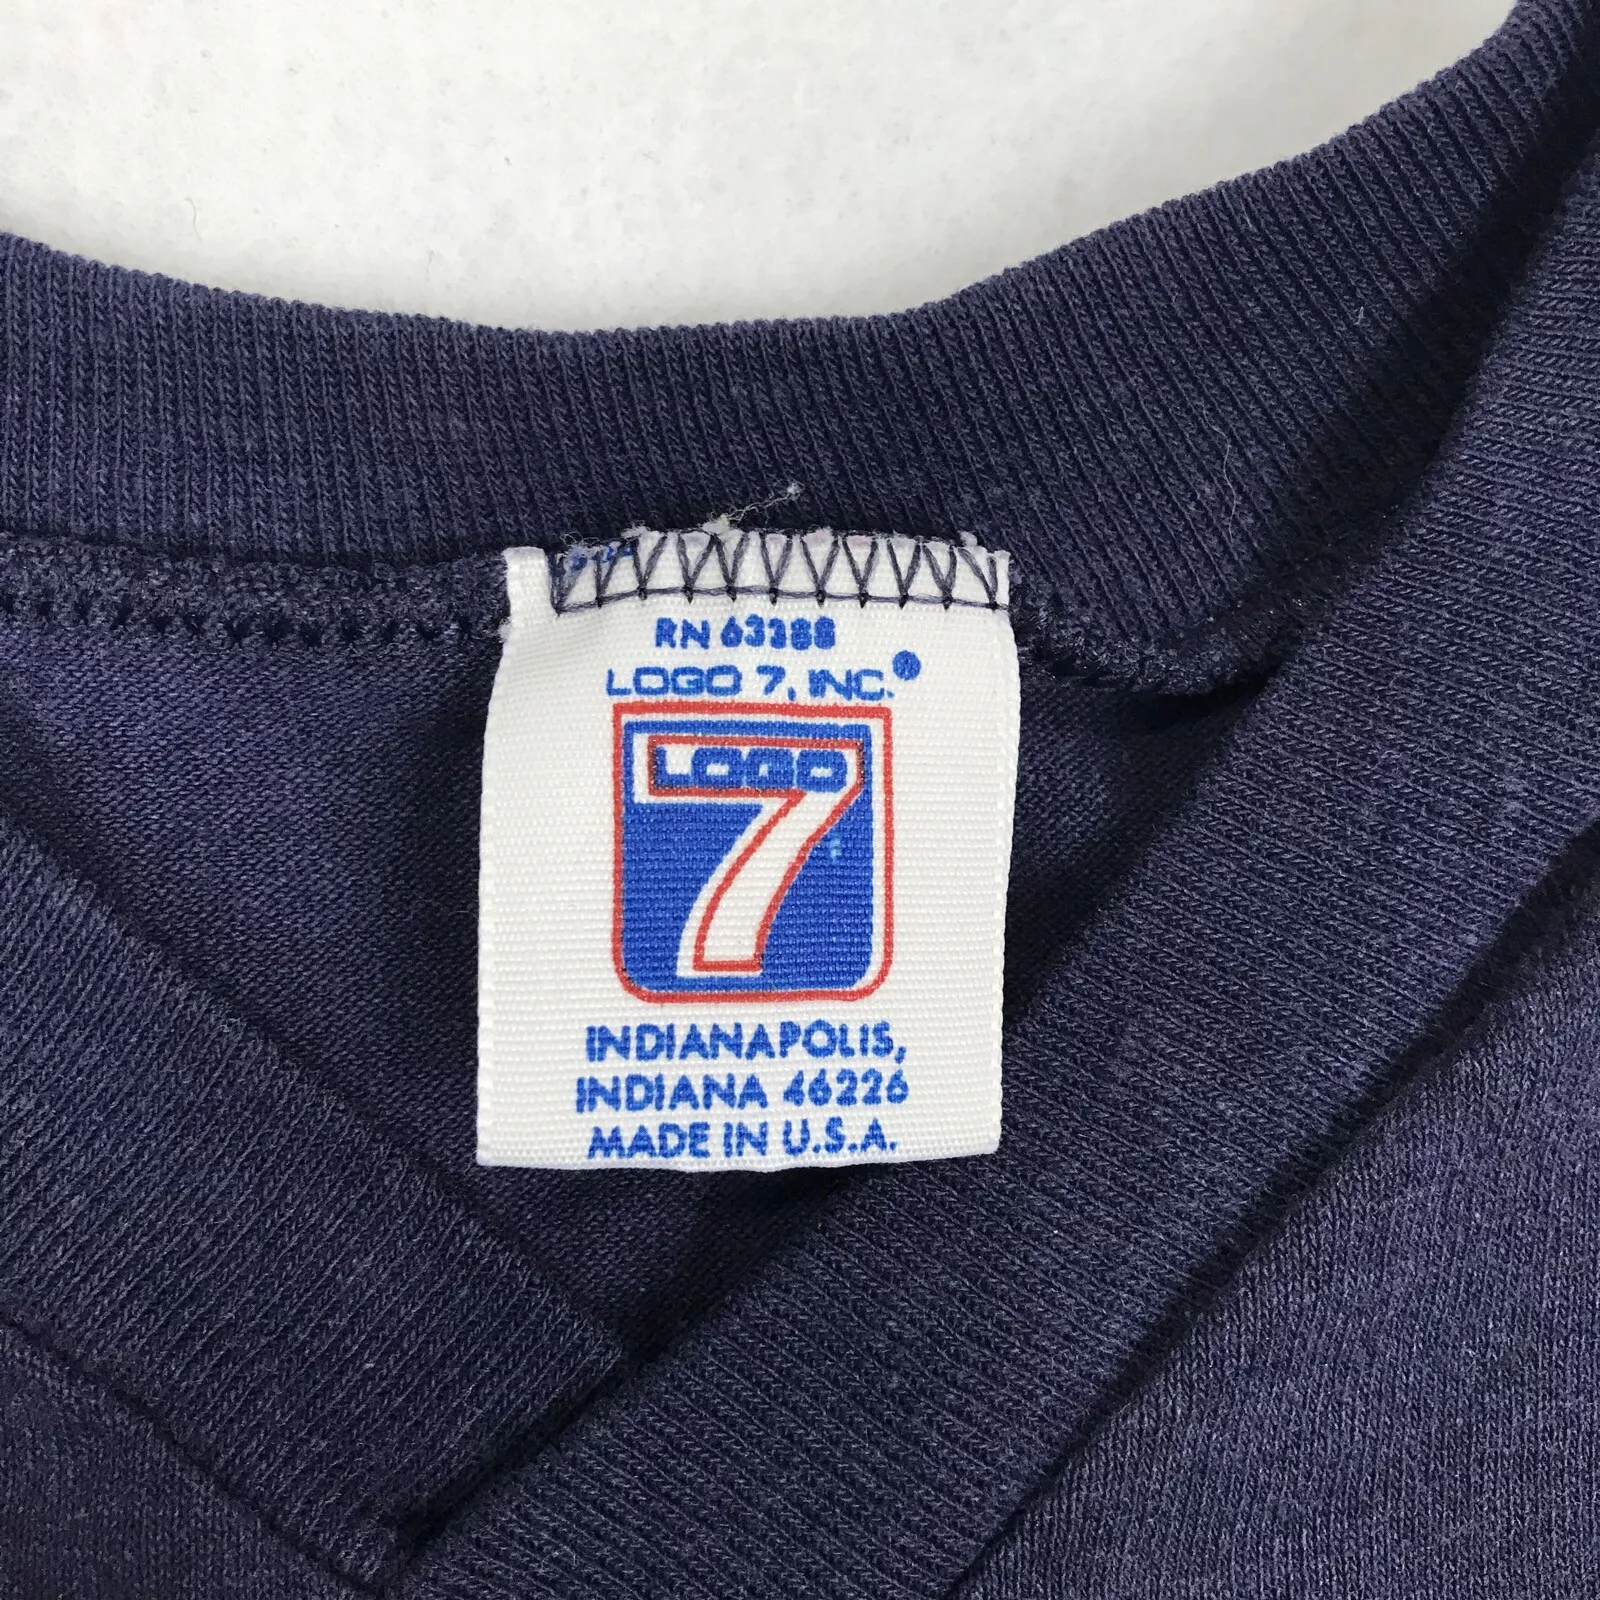 RN 63388
LOGO 7, INC.®
LOGO
7
INDIANAPOLIS,
INDIANA 46226
MADE IN U.S.A.